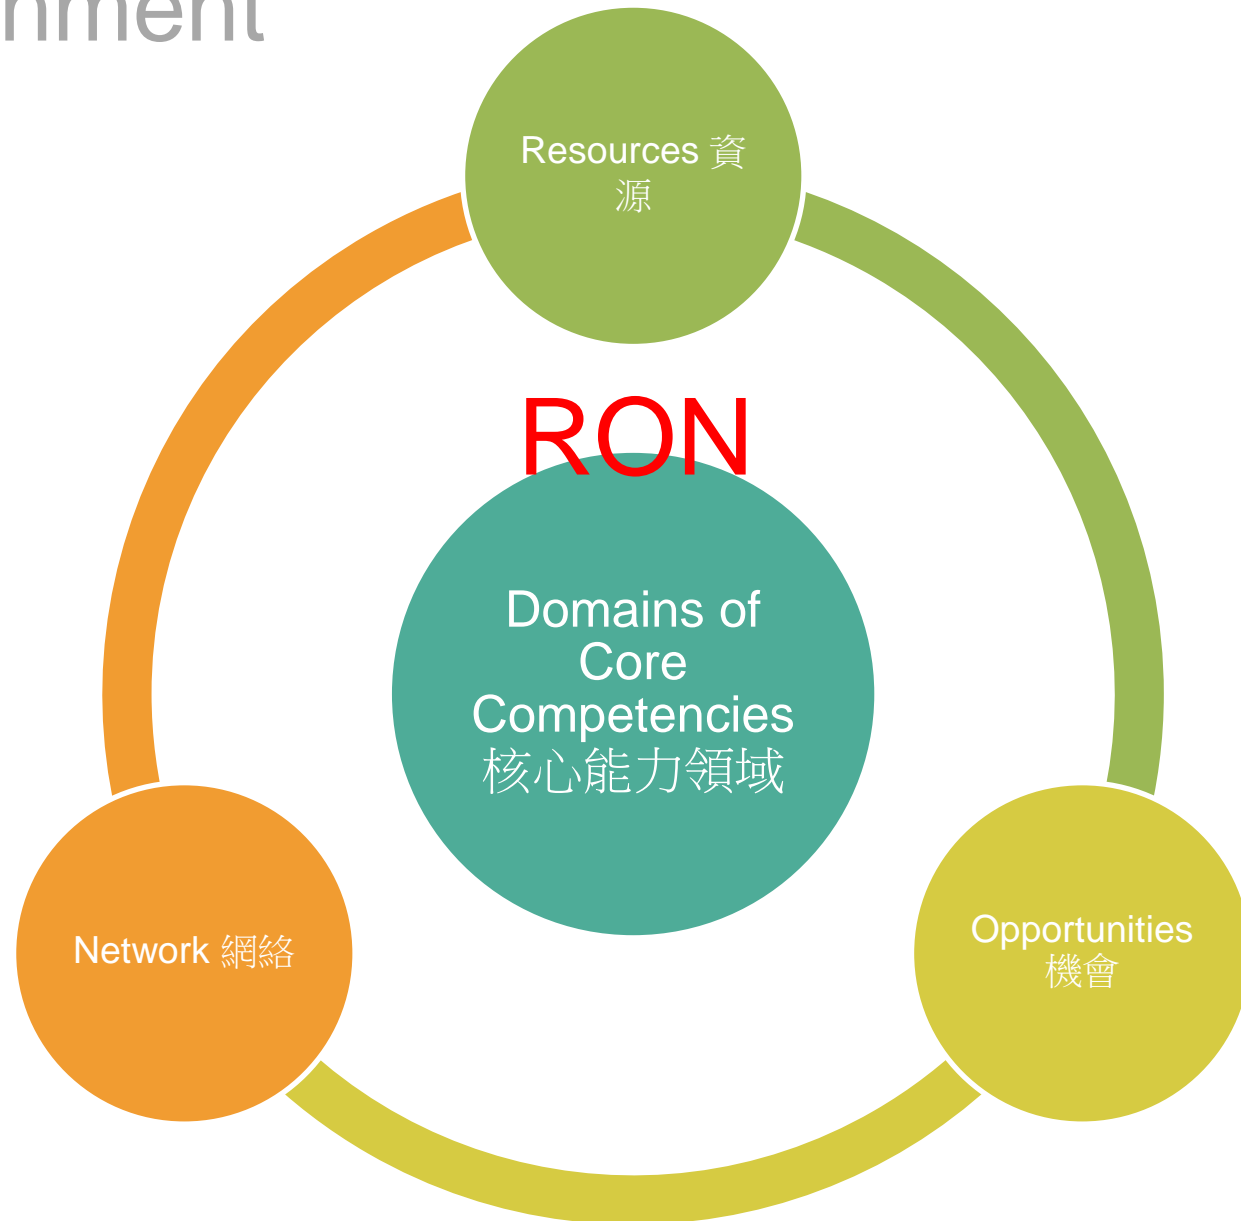 nment
Resources 資
源
RON
Domains of
Core
Competencies
核心能力領域
Network 網絡
Opportunities
機會